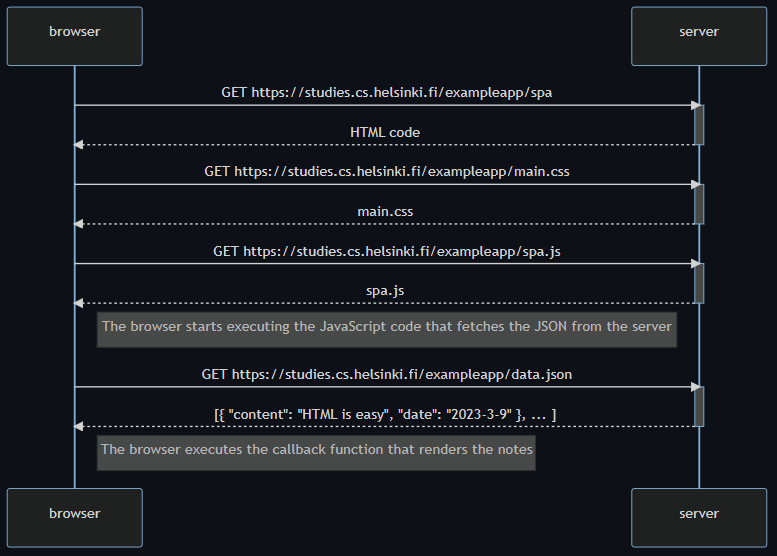 browser
server
GET https://studies.cs.helsinki.fi/exampleapp/spa
HTML code
GET https://studies.cs.helsinki.fi/exampleapp/main.css
main.css
GET https://studies.cs.helsinki.fi/exampleapp/spa.js
spa.js
The browser starts executing the JavaScript code that fetches the JSON from the server
GET https://studies.cs.helsinki.fi/exampleapp/data.json
[{ "content": "HTML is easy", "date": "2023-3-9" }, ... ]
The browser executes the callback function that renders the notes
browser
server